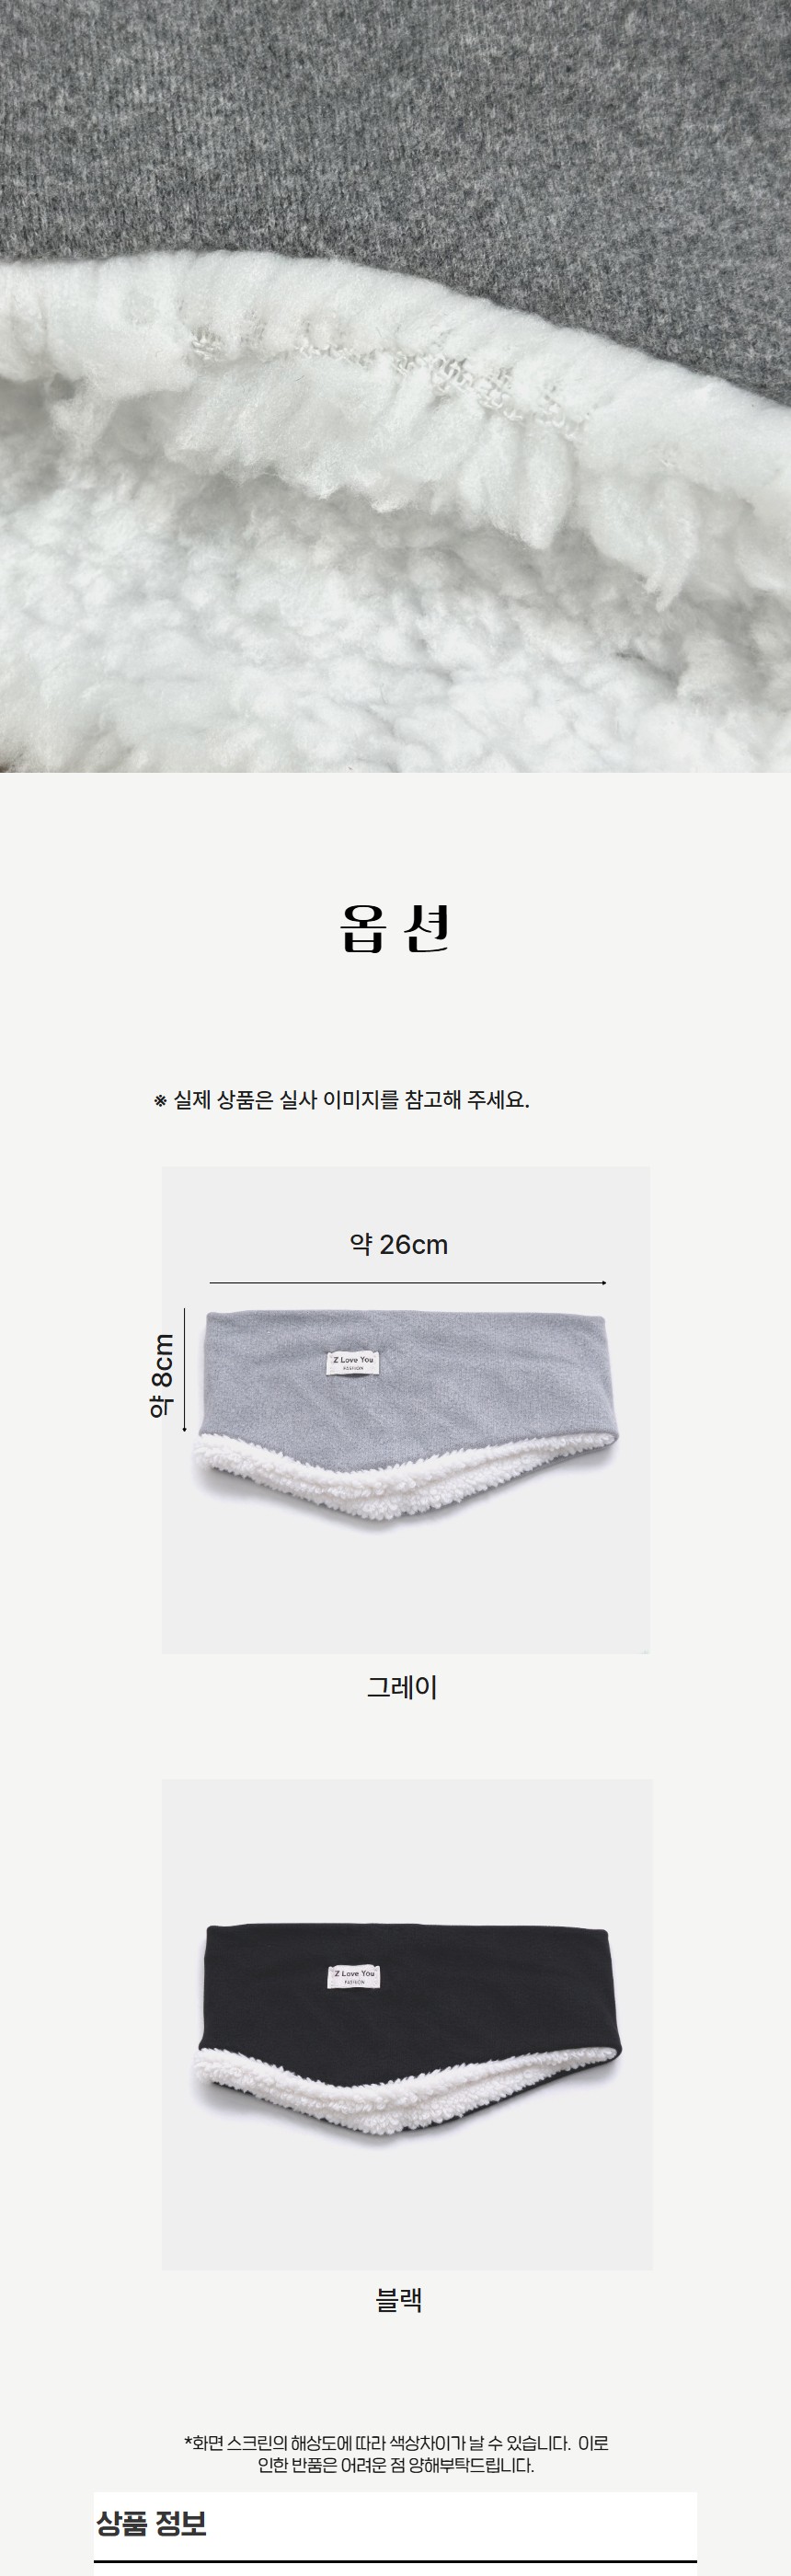 옵션
※ 실제 상품은 실사 이미지를 참고해 주세요.
약 26cm
약 8cm
Z Love You
FASHION
그레이
Z Love You
FASHION
블랙
*화면 스크린의 해상도에 따라 색상차이가 날 수 있습니다. 이로
인한 반품은 어려운 점 양해부탁드립니다.
상품 정보